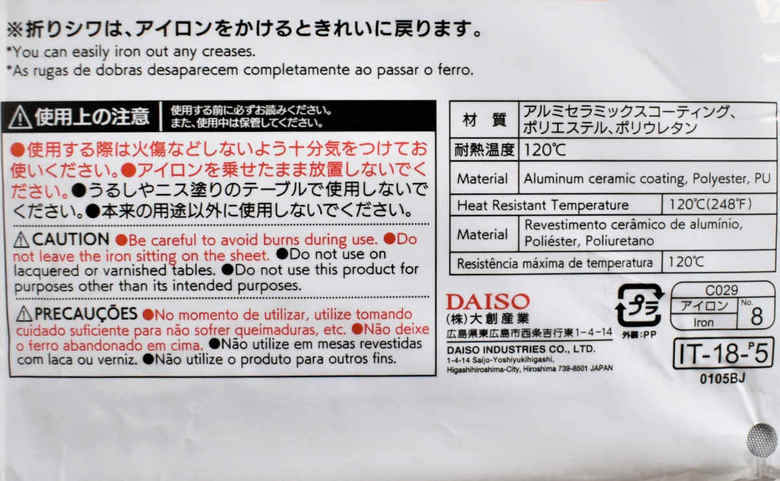 ※折りシワは、アイロンをかけるときれいに戻ります。
*You can easily iron out any creases.
*As rugas de dobras desaparecem completamente ao passar o ferro.
⚠使用上の注意 使用する前に必ずお読みください。
また、使用中は保管してください。
●使用する際は火傷などしないよう十分気をつけてお
使いください。●アイロンを乗せたまま放置しないでく
ださい。●うるしやニス塗りのテーブルで使用しないで
ください。●本来の用途以外に使用しないでください。
⚠CAUTION ●Be careful to avoid burns during use. ●Do
not leave the iron sitting on the sheet. ●Do not use on
lacquered or varnished tables. ●Do not use this product for
purposes other than its intended purposes.
⚠PRECAUÇÕES ●No momento de utilizar, utilize tomando
cuidado suficiente para não sofrer queimaduras, etc. ●Não deixe
o ferro abandonado em cima. ●Não utilize em mesas revestidas
com laca ou verniz. ●Não utilize o produto para outros fins.
材質 アルミセラミックスコーティング、
ポリエステル、ポリウレタン
耐熱温度 120℃
Material Aluminum ceramic coating, Polyester, PU
Heat Resistant Temperature 120℃(248℉)
Material Revestimento cerâmico de alumínio,
Poliéster, Poliuretano
Resistência máxima de temperatura 120℃
DAISO
(株)大創産業
広島県東広島市西条吉行東1-4-14
DAISO INDUSTRIES CO., LTD.
1-4-14 Saijo-Yoshiyukihigashi,
Higashihiroshima-City, Hiroshima 739-8501 JAPAN
プラ
外装:PP
C029
アイロン
Iron
No.
8
IT-18-P5
0105BJ